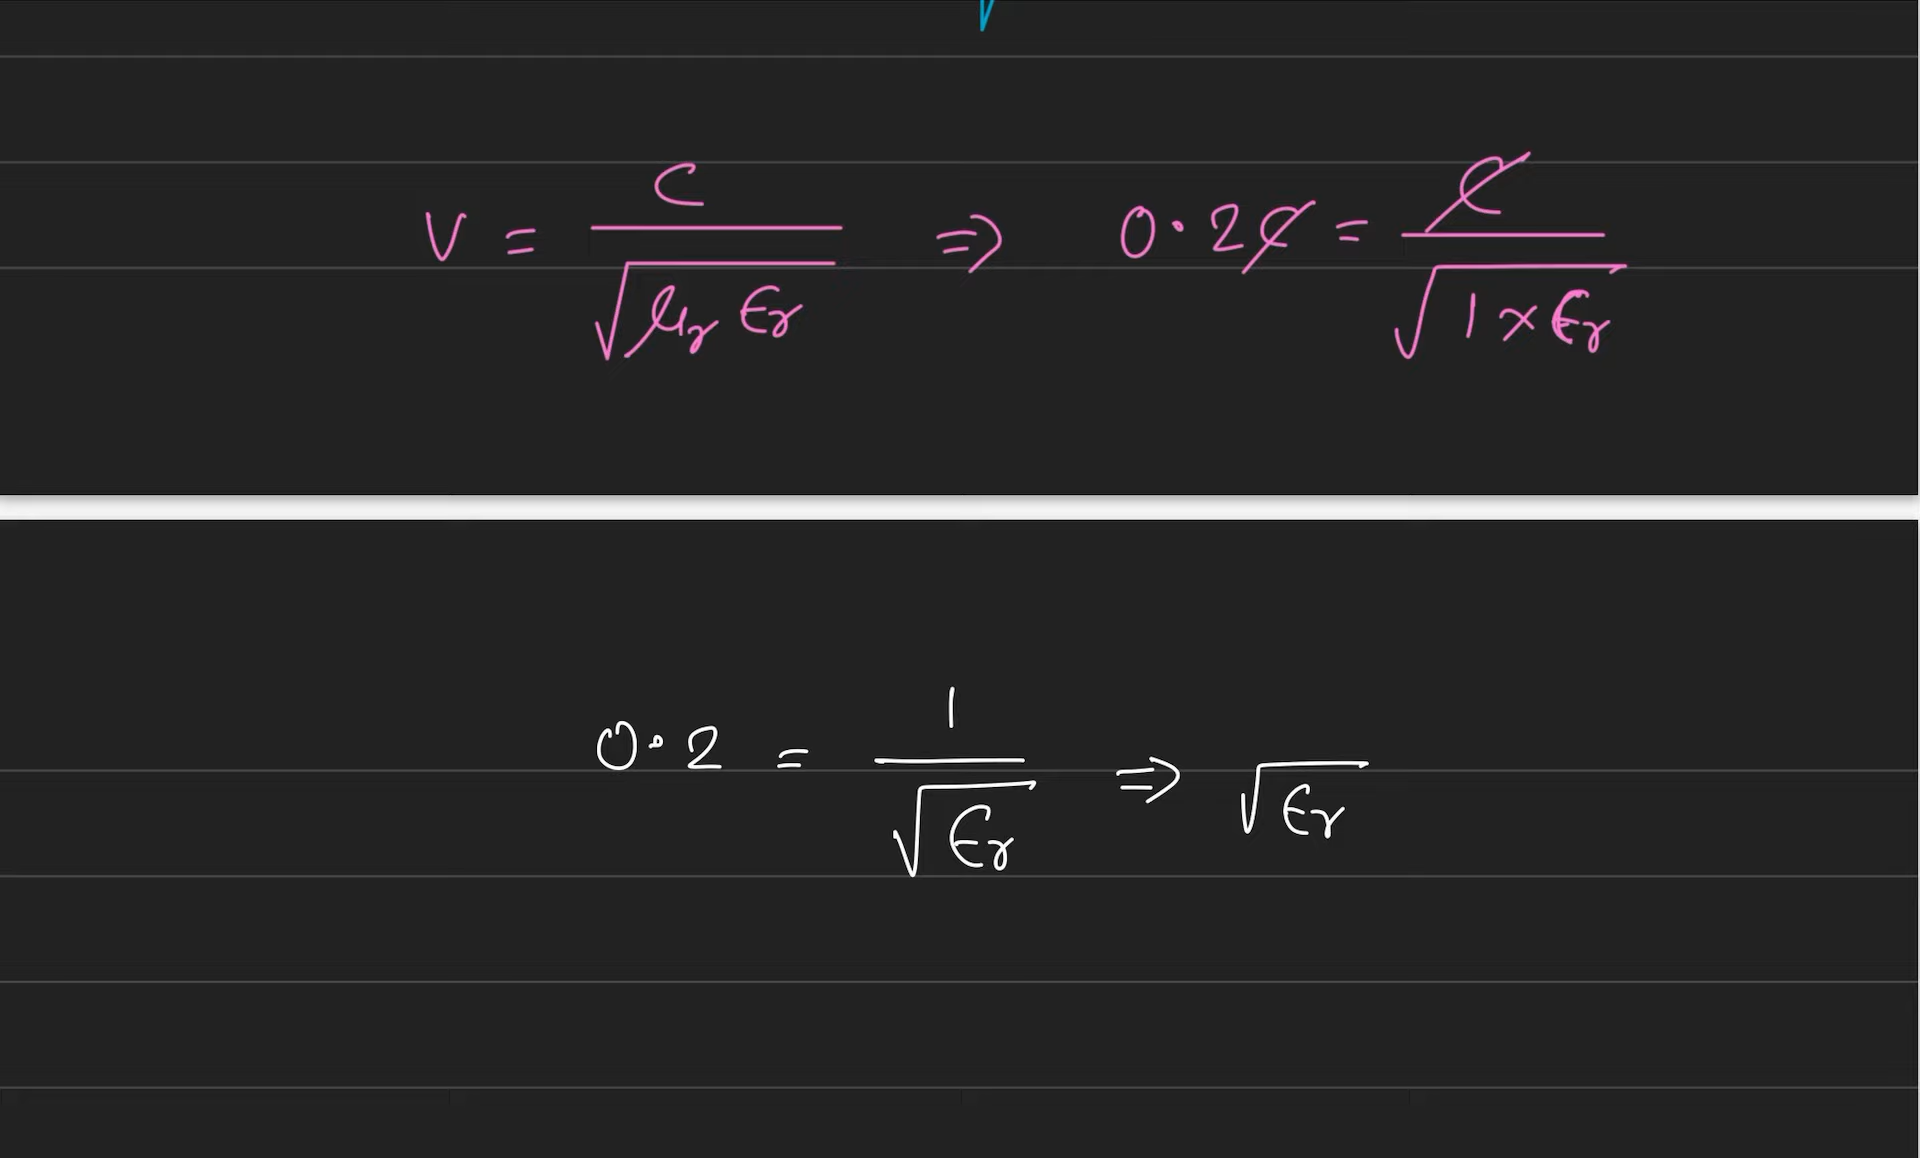 V = c / √(μr εr) ⇒ 0.2c = c / √(1 × εr)
0.2 = 1 / √εr ⇒ √εr